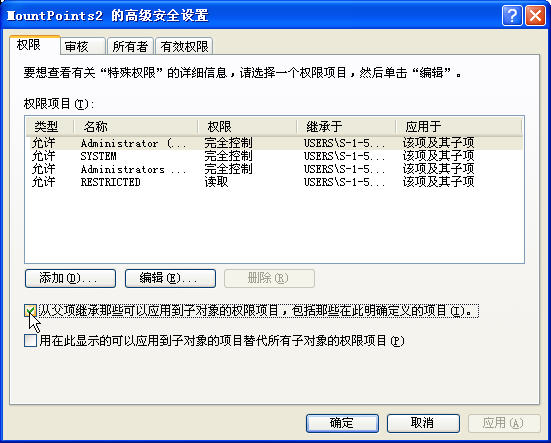 MountPoints2 的高级安全设置
权限 审核 所有者 有效权限
要想查看有关“特殊权限”的详细信息，请选择一个权限项目，然后单击“编辑”。
权限项目(T):
类型 名称 权限 继承于 应用于
允许 Administrator (... 完全控制 USERS\S-1-5... 该项及其子项
允许 SYSTEM 完全控制 USERS\S-1-5... 该项及其子项
允许 Administrators ... 完全控制 USERS\S-1-5... 该项及其子项
允许 RESTRICTED 读取 USERS\S-1-5... 该项及其子项
添加(D)... 编辑(E)... 删除(R)
从父项继承那些可以应用到子对象的权限项目，包括那些在此明确定义的项目(I)。
用在此显示的可以应用到子对象的项目替代所有子对象的权限项目(P)
确定 取消 应用(A)